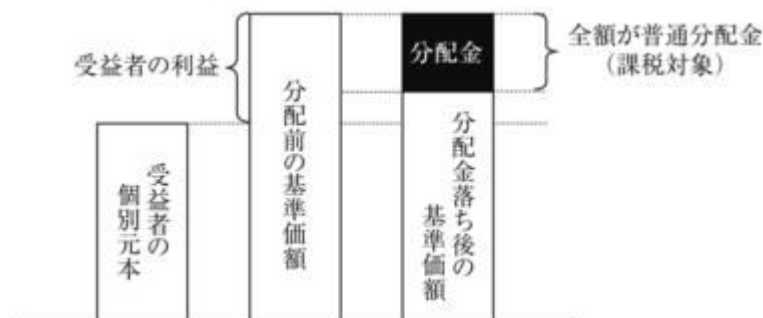 受益者の利益
分配金
全額が普通分配金
（課税対象）
受益者の
個別元本
分配前の基準価額
分配金落ち後の
基準価額